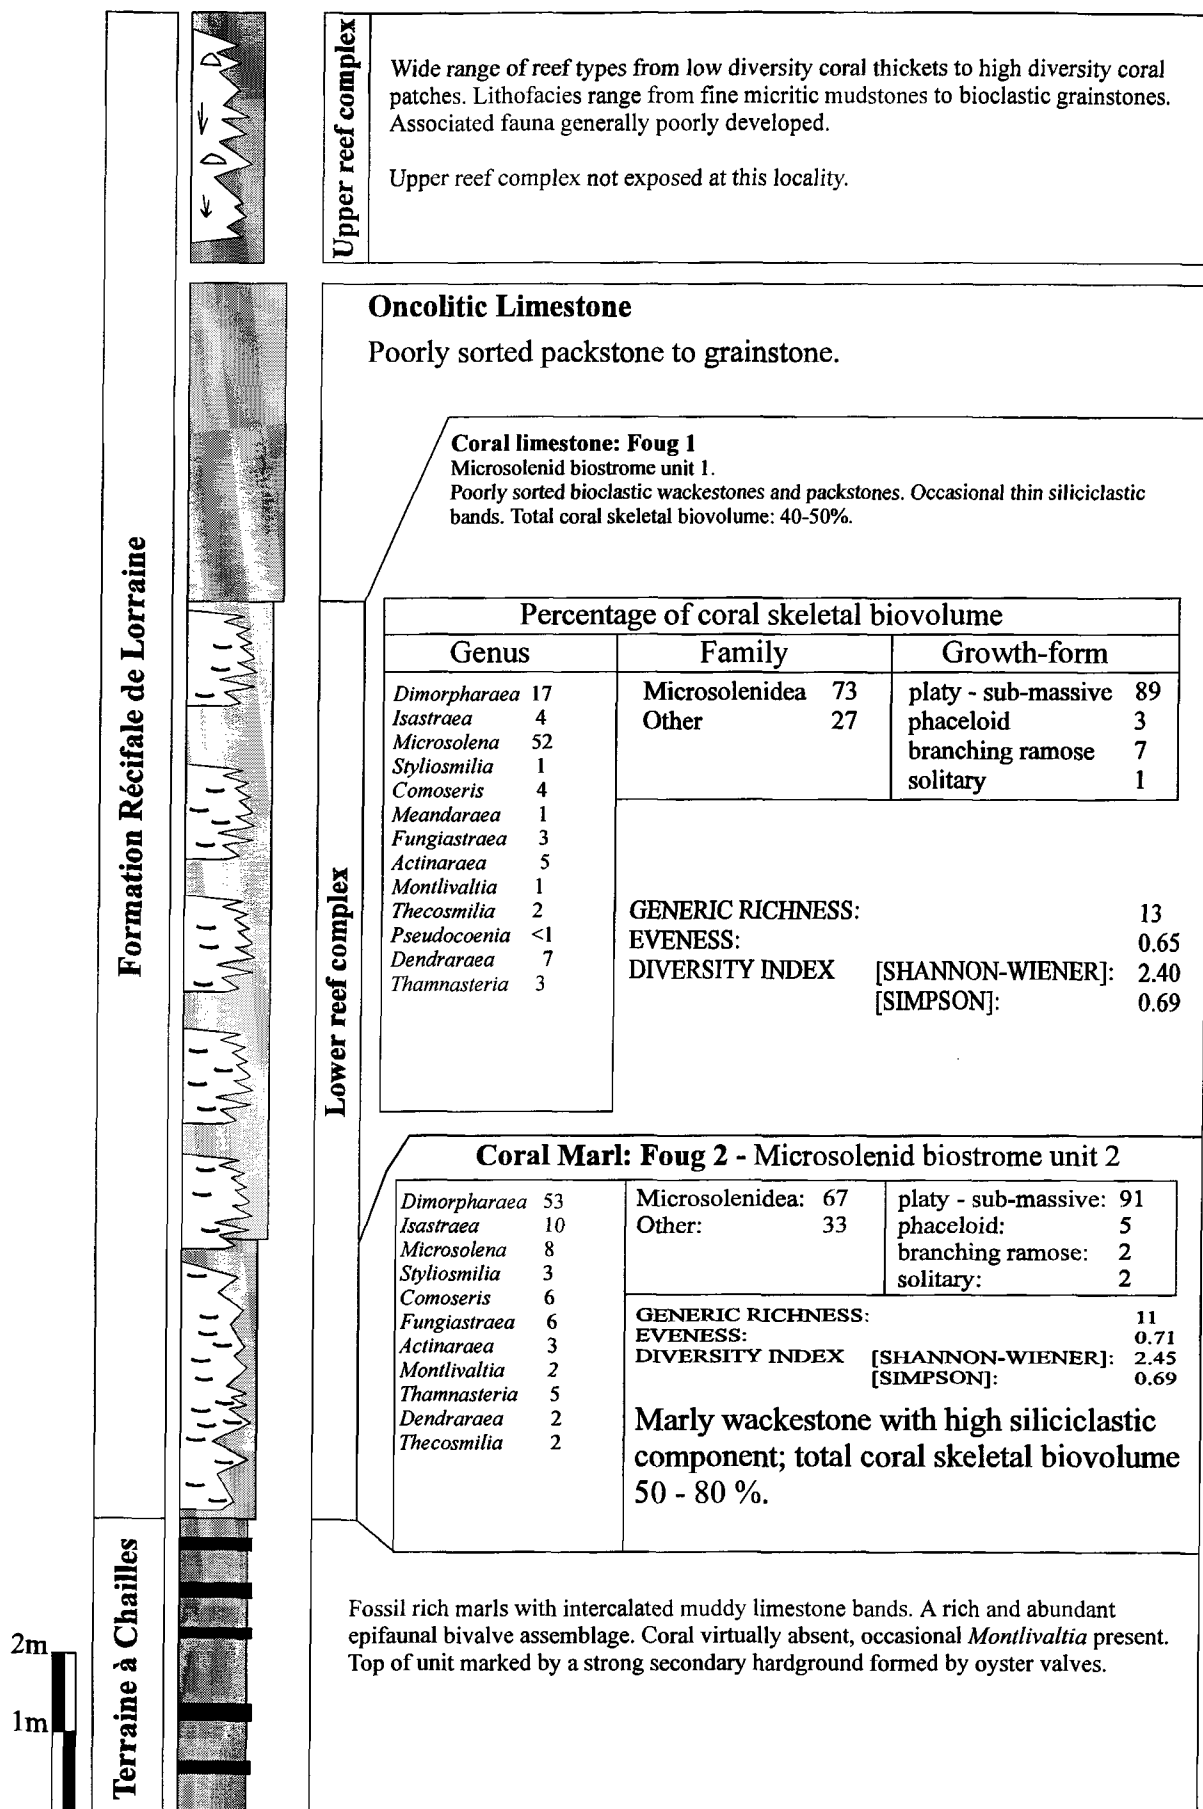 Formation Récifale de Lorraine
Terraine à Chailles
2m
1m
Upper reef complex
Wide range of reef types from low diversity coral thickets to high diversity coral
patches. Lithofacies range from fine micritic mudstones to bioclastic grainstones.
Associated fauna generally poorly developed.
Upper reef complex not exposed at this locality.
Oncolitic Limestone
Poorly sorted packstone to grainstone.
Coral limestone: Foug 1
Microsolenid biostrome unit 1.
Poorly sorted bioclastic wackestones and packstones. Occasional thin siliciclastic
bands. Total coral skeletal biovolume: 40-50%.
Lower reef complex
Percentage of coral skeletal biovolume
Genus
Dimorpharaea 17
Isastraea 4
Microsolena 52
Styliosmilia 1
Comoseris 4
Meandaraea 1
Fungiastraea 3
Actinaraea 5
Montlivaltia 1
Thecosmilia 2
Pseudocoenia <1
Dendraraea 7
Thamnasteria 3
Family
Microsolenidea 73
Other 27
Growth-form
platy - sub-massive 89
phaceloid 3
branching ramose 7
solitary 1
GENERIC RICHNESS: 13
EVENESS: 0.65
DIVERSITY INDEX [SHANNON-WIENER]: 2.40
[SIMPSON]: 0.69
Coral Marl: Foug 2 - Microsolenid biostrome unit 2
Dimorpharaea 53
Isastraea 10
Microsolena 8
Styliosmilia 3
Comoseris 6
Fungiastraea 6
Actinaraea 3
Montlivaltia 2
Thamnasteria 5
Dendraraea 2
Thecosmilia 2
Microsolenidea: 67
Other: 33
platy - sub-massive: 91
phaceloid: 5
branching ramose: 2
solitary: 2
GENERIC RICHNESS: 11
EVENESS: 0.71
DIVERSITY INDEX [SHANNON-WIENER]: 2.45
[SIMPSON]: 0.69
Marly wackestone with high siliciclastic
component; total coral skeletal biovolume
50 - 80 %.
Fossil rich marls with intercalated muddy limestone bands. A rich and abundant
epifaunal bivalve assemblage. Coral virtually absent, occasional Montlivaltia present.
Top of unit marked by a strong secondary hardground formed by oyster valves.